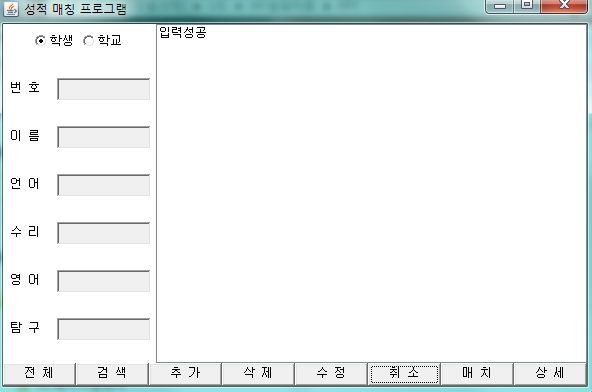 성적 매칭 프로그램
학생 학교
입력성공
번 호
이 름
언 어
수 리
영 어
탐 구
전 체 검 색 추 가 삭 제 수 정 취 소 매 치 상 세